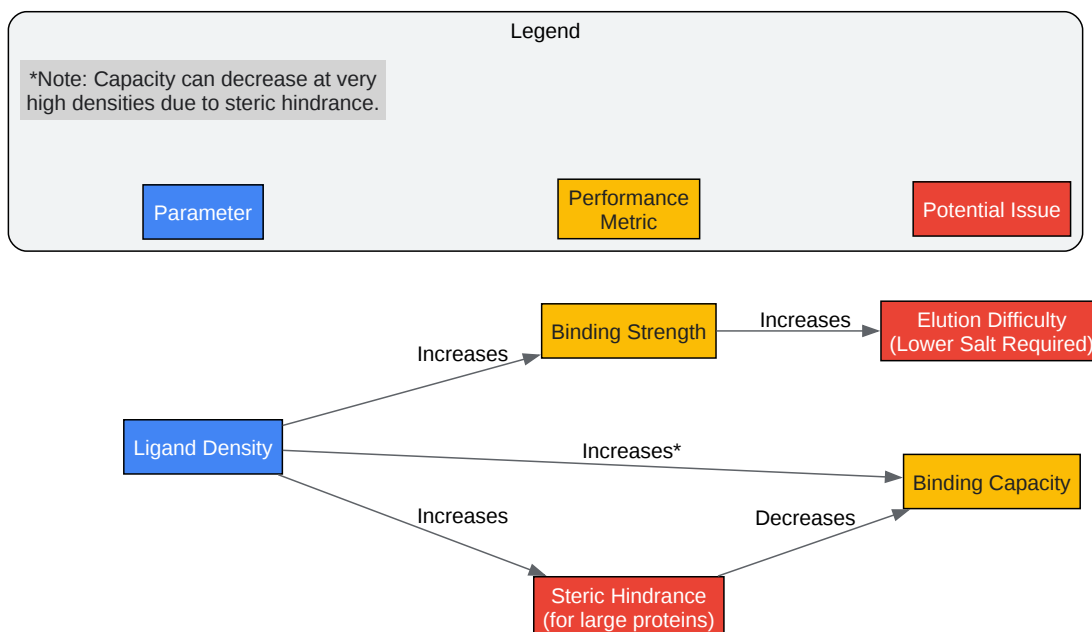 Legend
*Note: Capacity can decrease at very
high densities due to steric hindrance.
Parameter
Performance
Metric
Potential Issue
Binding Strength
Increases
Elution Difficulty
(Lower Salt Required)
Increases
Ligand Density
Increases*
Binding Capacity
Increases
Decreases
Steric Hindrance
(for large proteins)